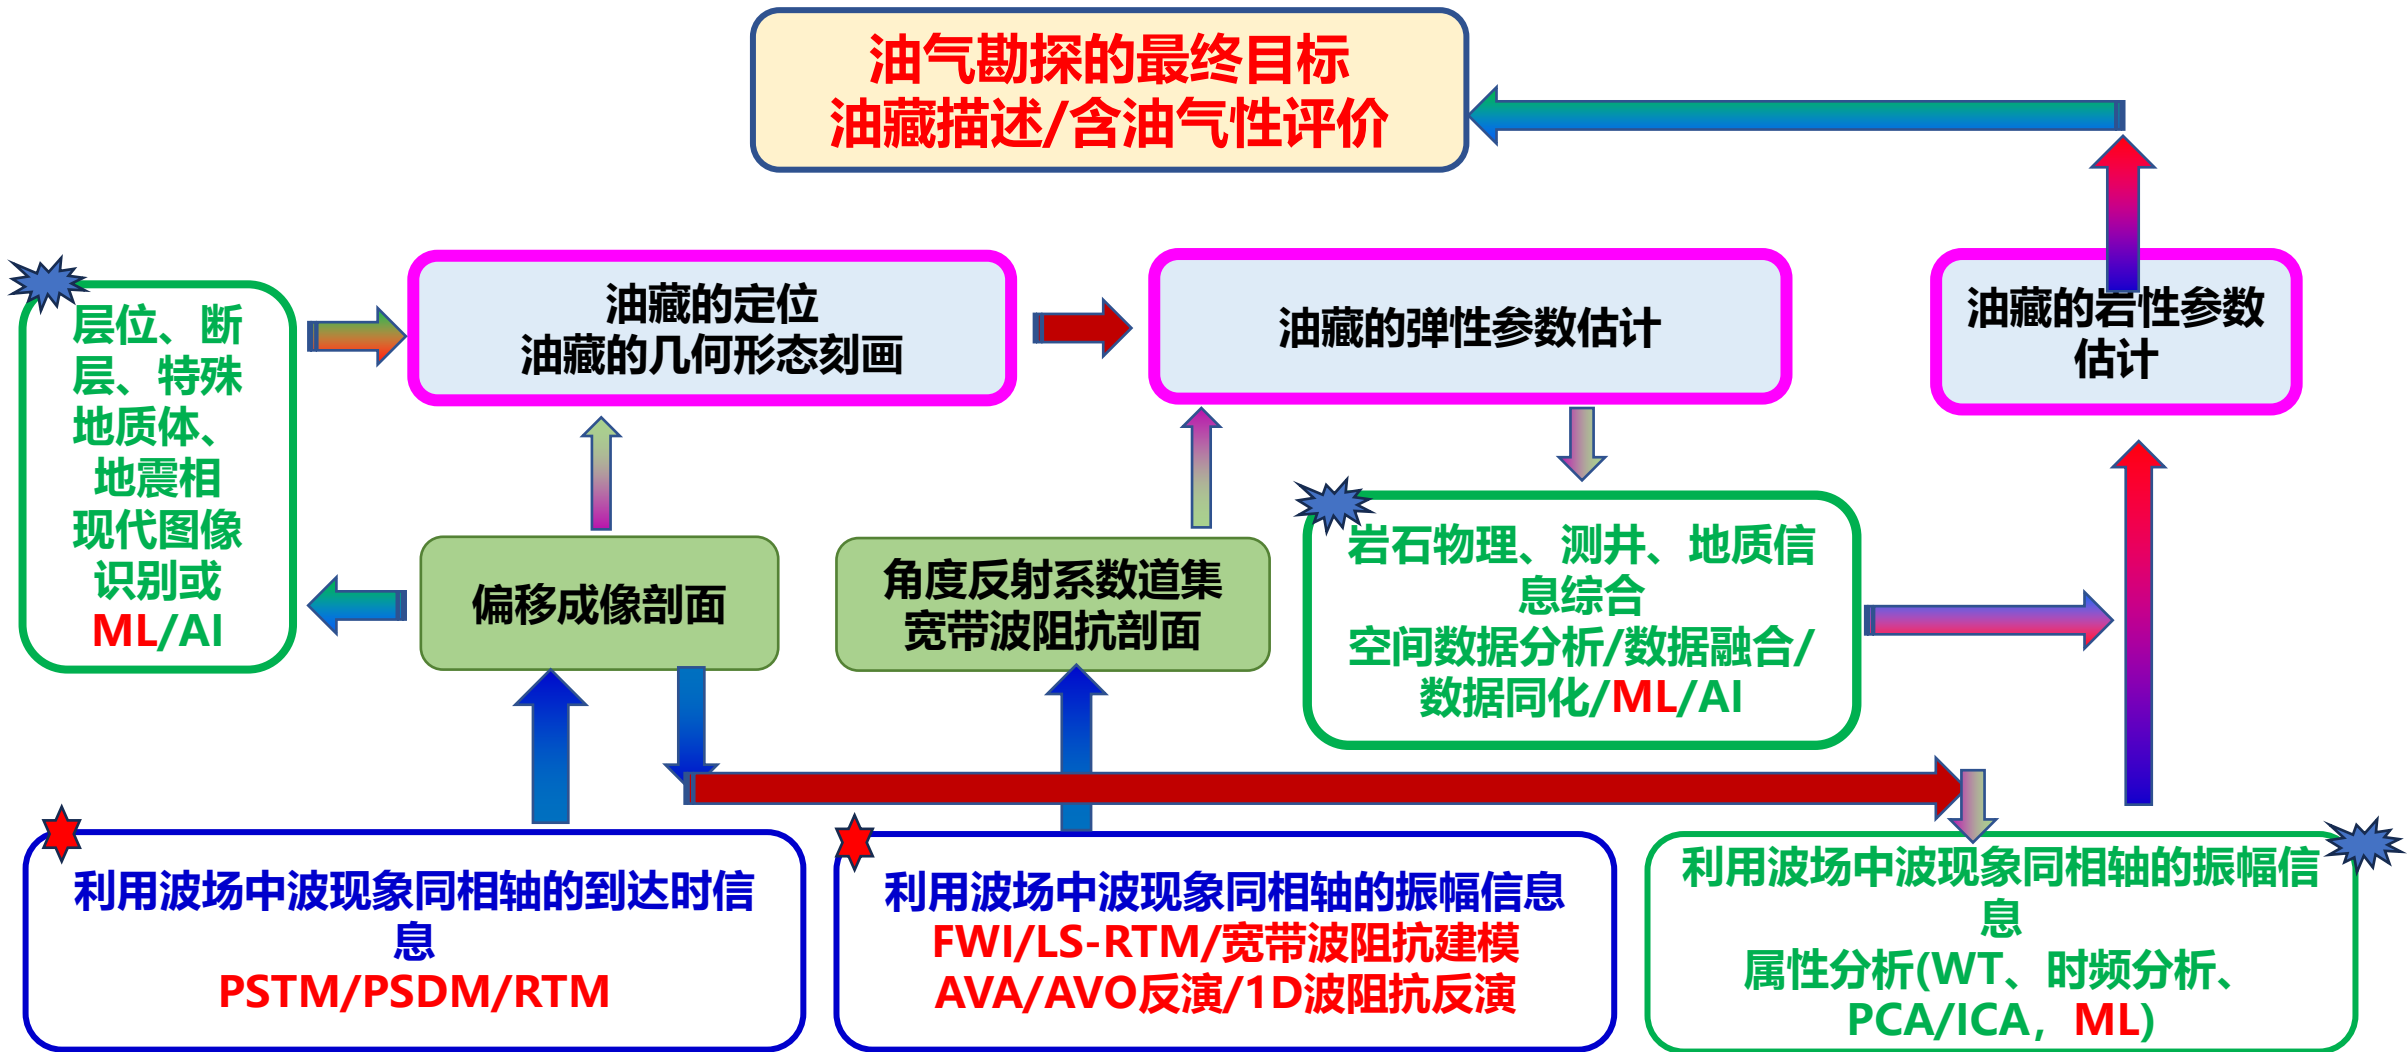 油气勘探的最终目标
油藏描述/含油气性评价
层位、断
层、特殊
地质体、
地震相
现代图像
识别或
ML/AI
油藏的定位
油藏的几何形态刻画
油藏的弹性参数估计
油藏的岩性参数
估计
偏移成像剖面
角度反射系数道集
宽带波阻抗剖面
岩石物理、测井、地质信
息综合
空间数据分析/数据融合/
数据同化/ML/AI
利用波场中波现象同相轴的到达时信
息
PSTM/PSDM/RTM
利用波场中波现象同相轴的振幅信息
FWI/LS-RTM/宽带波阻抗建模
AVA/AVO反演/1D波阻抗反演
利用波场中波现象同相轴的振幅信
息
属性分析(WT、时频分析、
PCA/ICA，ML)